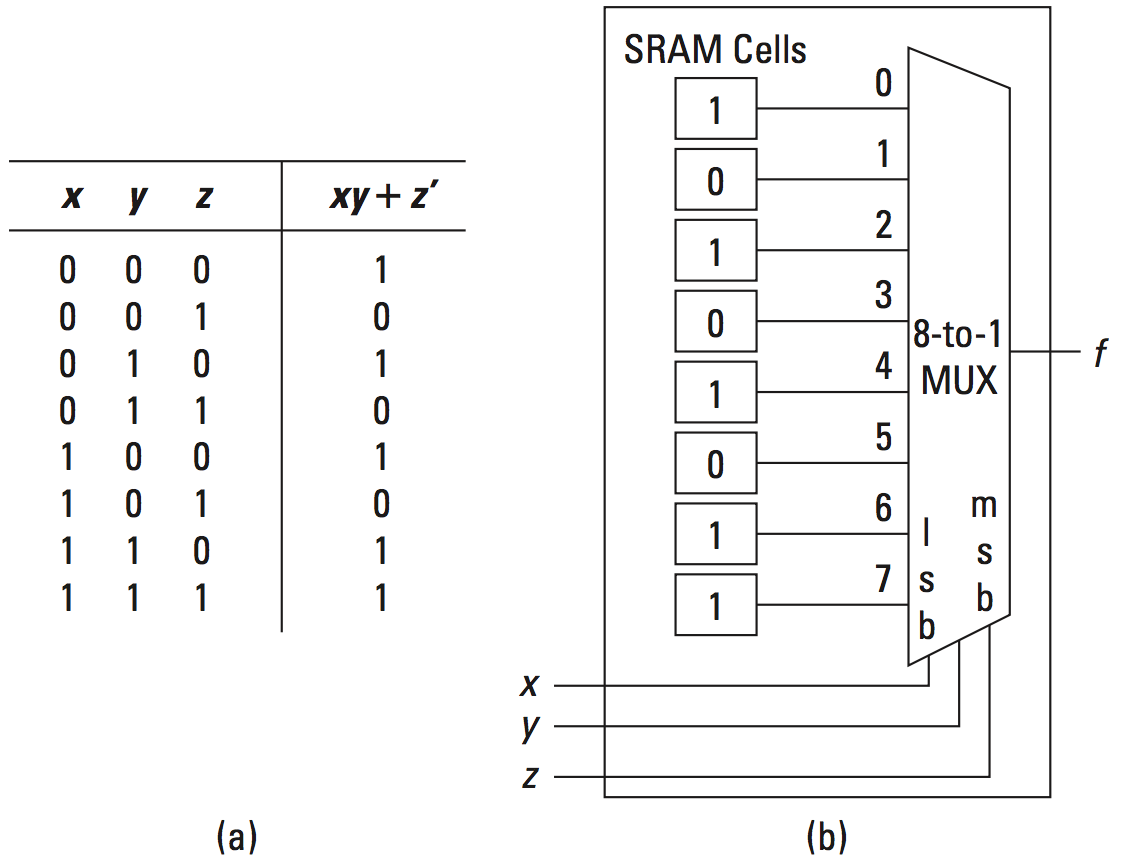 x y z xy + z′
0 0 0 1
0 0 1 0
0 1 0 1
0 1 1 0
1 0 0 1
1 0 1 0
1 1 0 1
1 1 1 1
(a)
SRAM Cells
1 0
0 1
1 2
0 3
1 4
0 5
1 6
1 7
8-to-1
MUX
f
lsb
msb
x
y
z
(b)